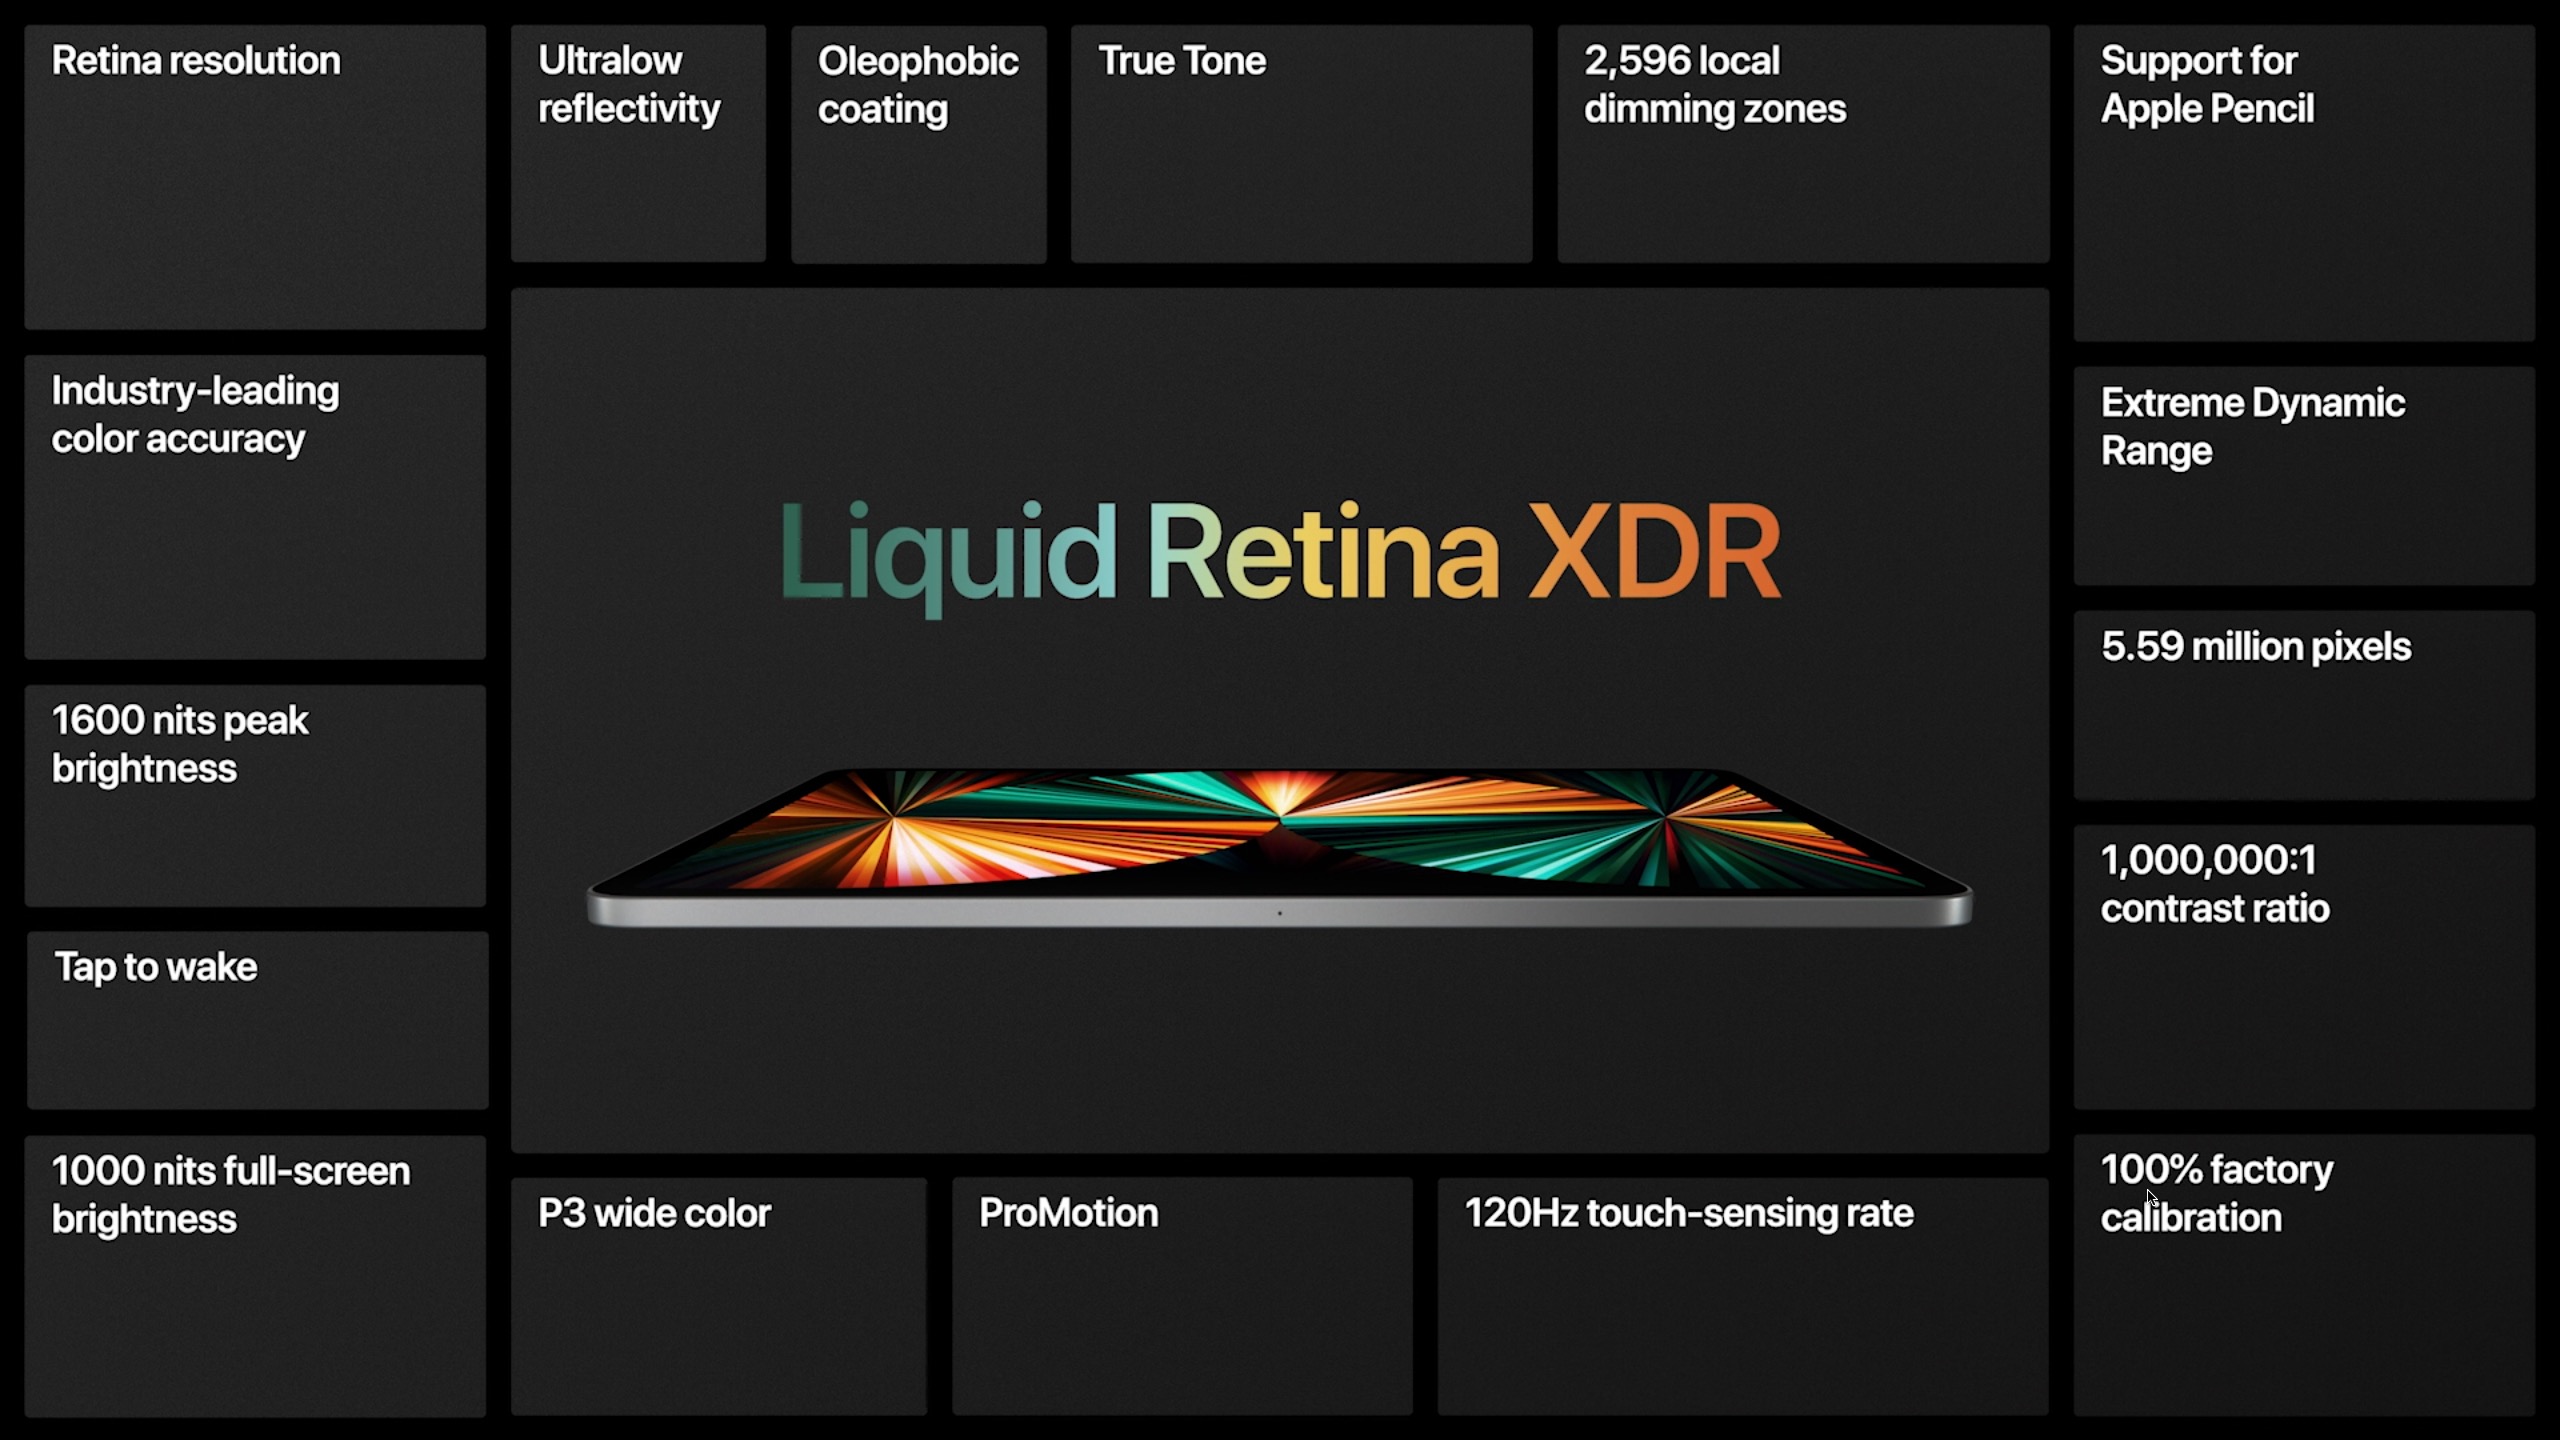 Retina resolution
Ultralow
reflectivity
Oleophobic
coating
True Tone
2,596 local
dimming zones
Support for
Apple Pencil
Industry-leading
color accuracy
Liquid Retina XDR
Extreme Dynamic
Range
5.59 million pixels
1600 nits peak
brightness
1,000,000:1
contrast ratio
Tap to wake
1000 nits full-screen
brightness
P3 wide color
ProMotion
120Hz touch-sensing rate
100% factory
calibration